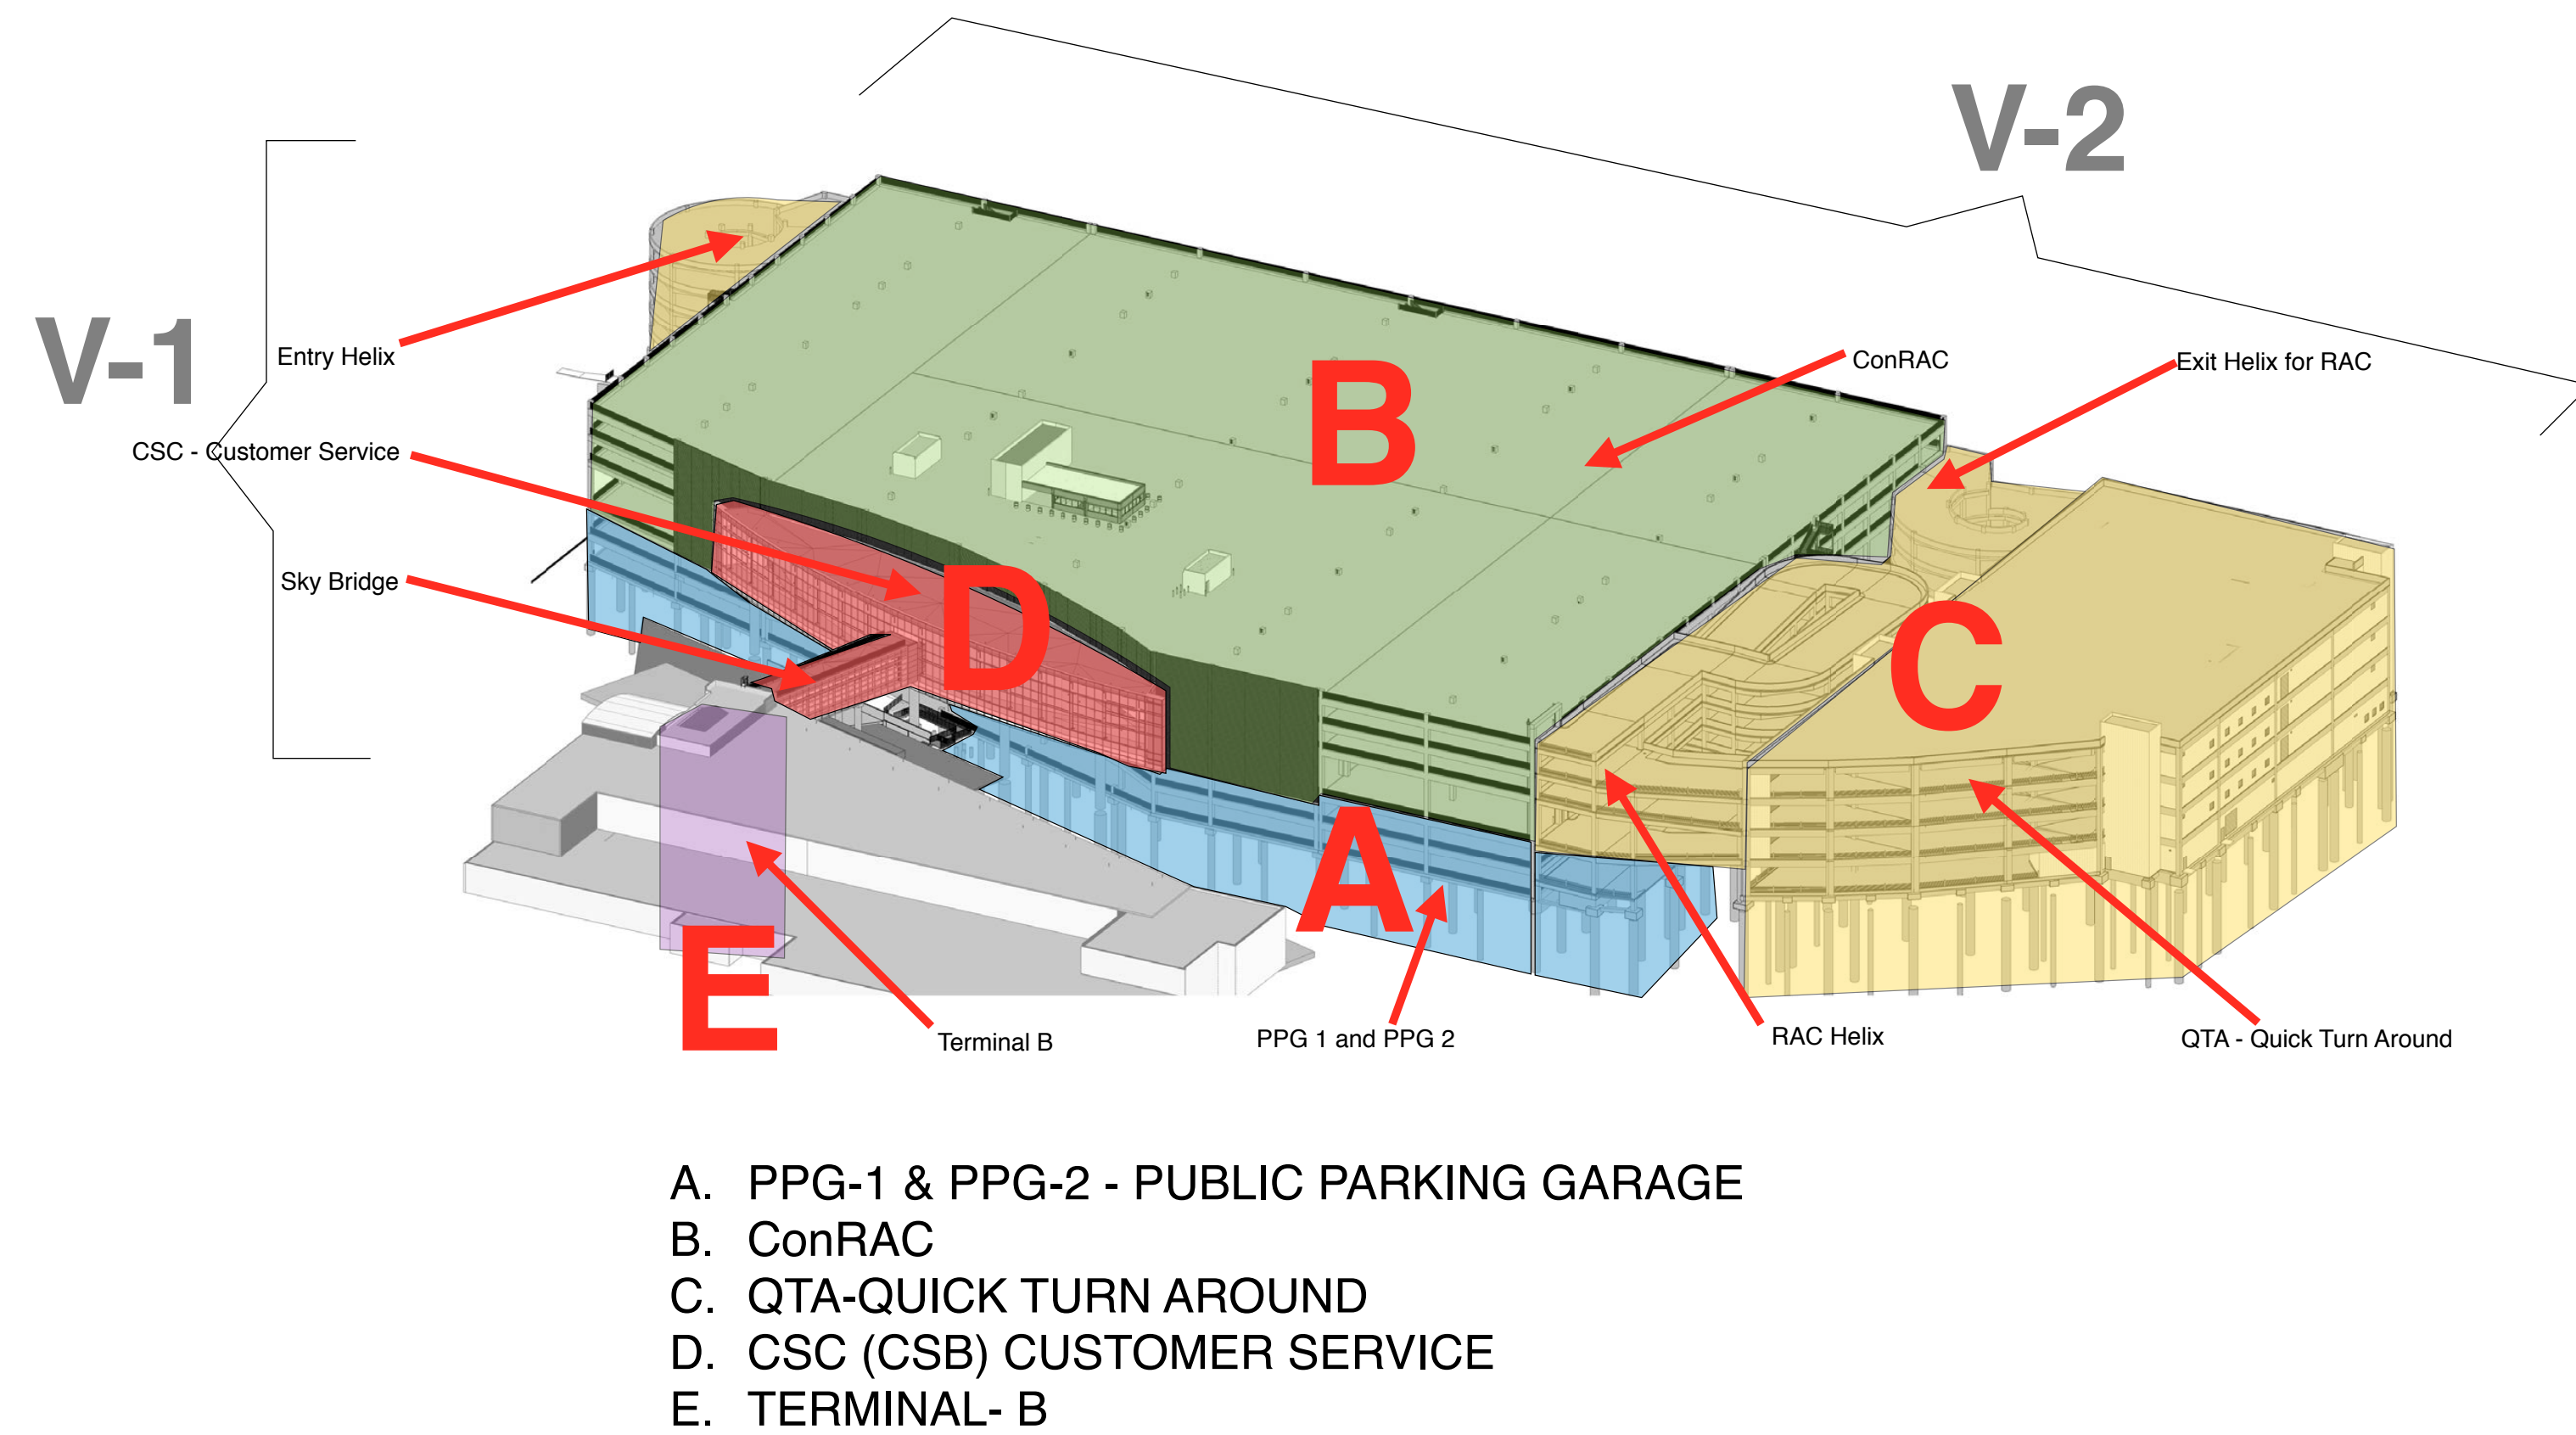 V-2
V-1
Entry Helix
ConRAC
Exit Helix for RAC
B
CSC - Customer Service
Sky Bridge
D
C
A
E
Terminal B
PPG 1 and PPG 2
RAC Helix
QTA - Quick Turn Around
A. PPG-1 & PPG-2 - PUBLIC PARKING GARAGE
B. ConRAC
C. QTA-QUICK TURN AROUND
D. CSC (CSB) CUSTOMER SERVICE
E. TERMINAL- B